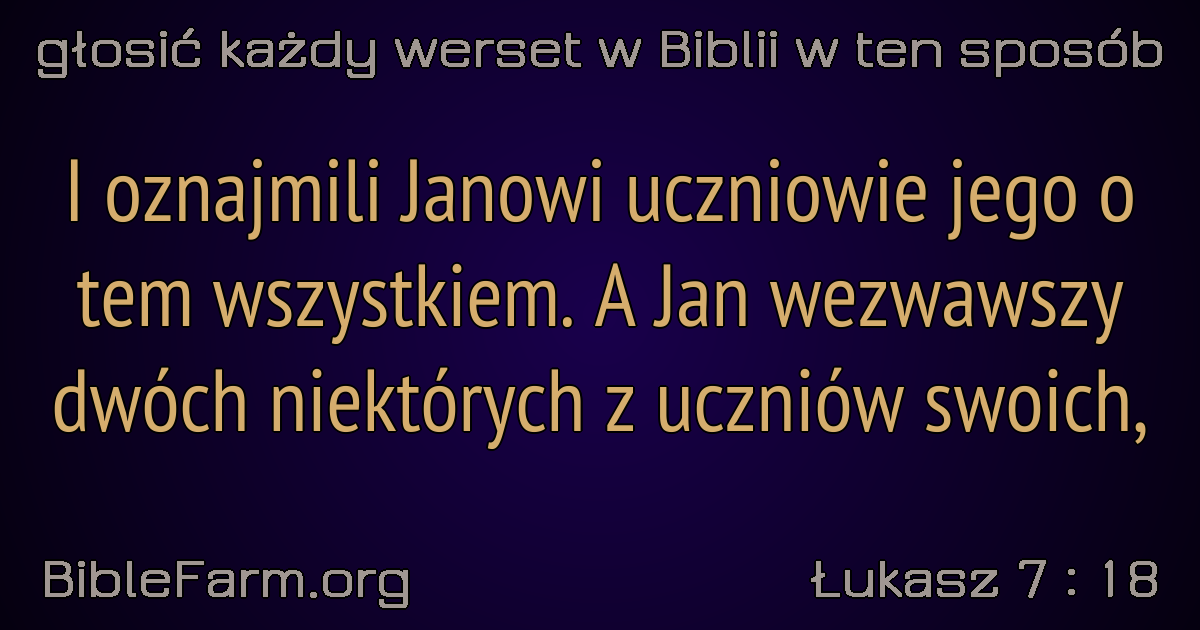 głosić każdy werset w Biblii w ten sposób
I oznajmili Janowi uczniowie jego o
tem wszystkiem. A Jan wezwawszy
dwóch niektórych z uczniów swoich,
BibleFarm.org
Łukasz 7 : 18